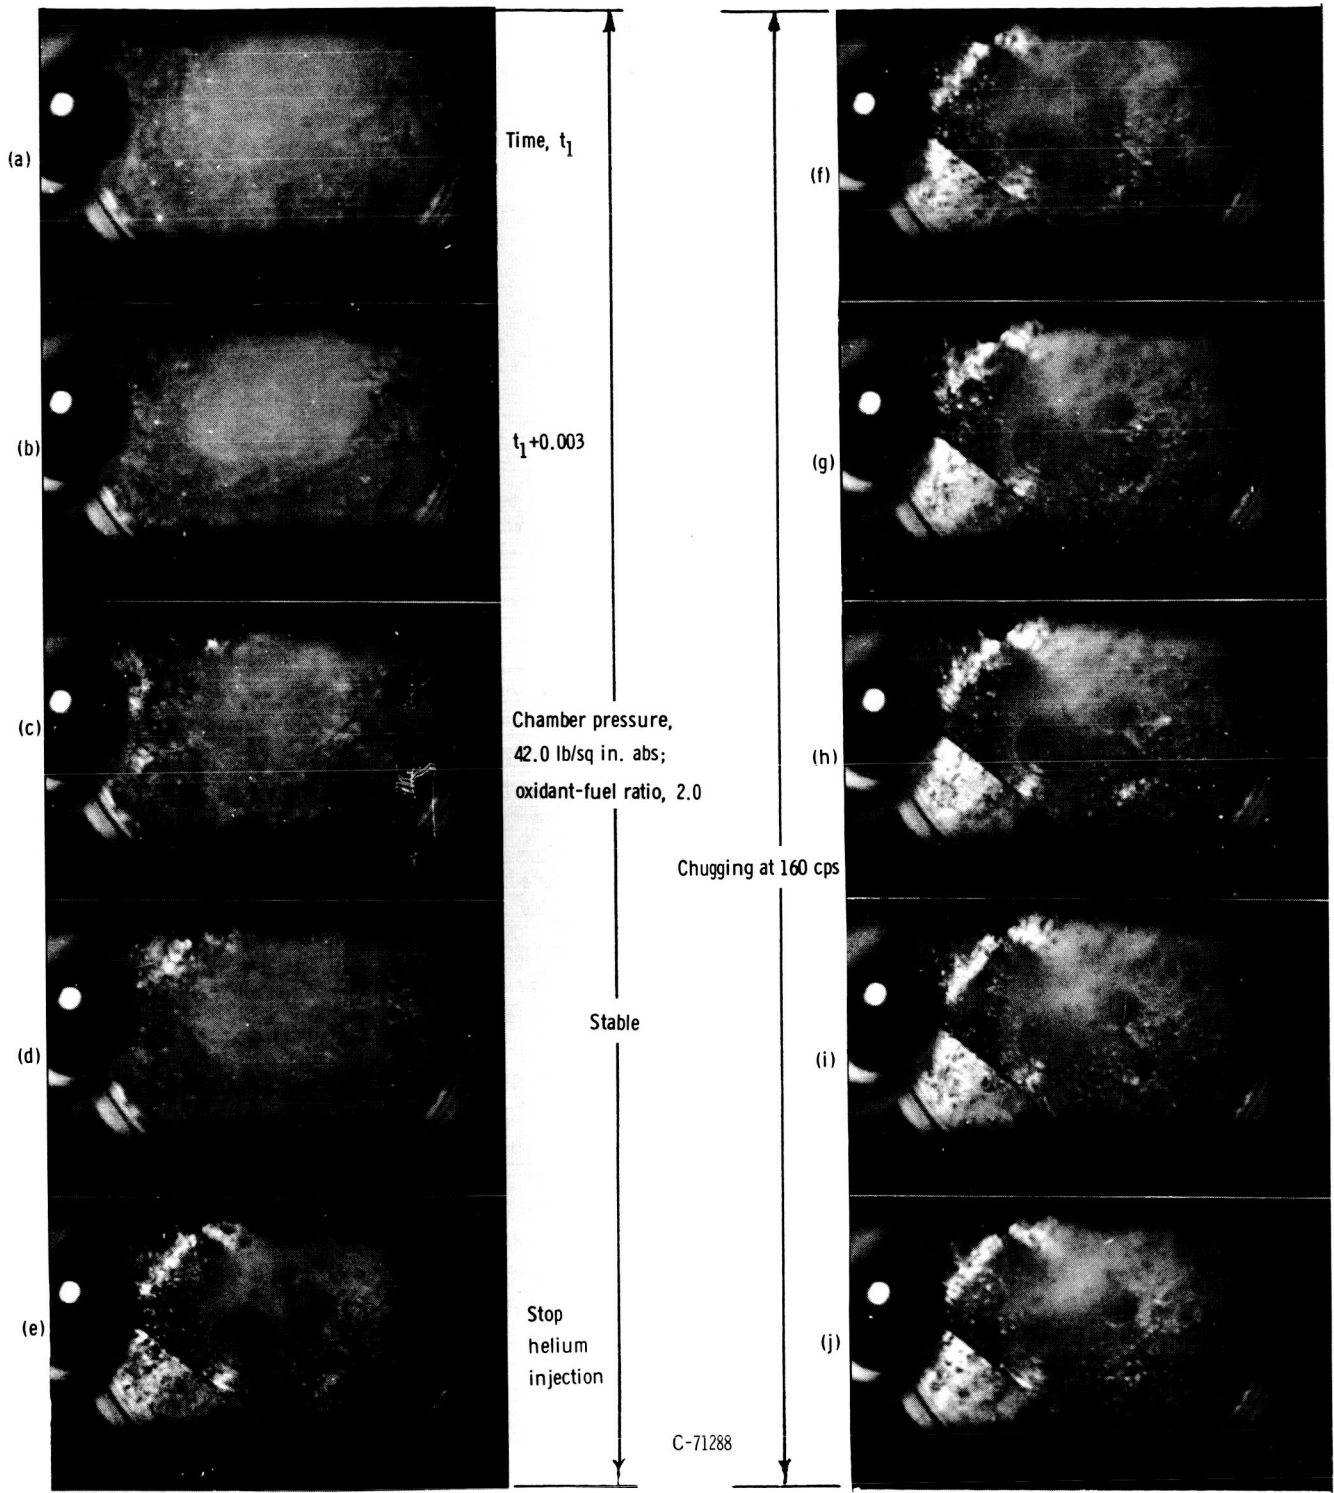 (a)
Time, t1
(b)
t1+0.003
(c)
Chamber pressure,
42.0 lb/sq in. abs;
oxidant-fuel ratio, 2.0
(d)
Stable
(e)
Stop
helium
injection
C-71288
Chugging at 160 cps
(f)
(g)
(h)
(i)
(j)